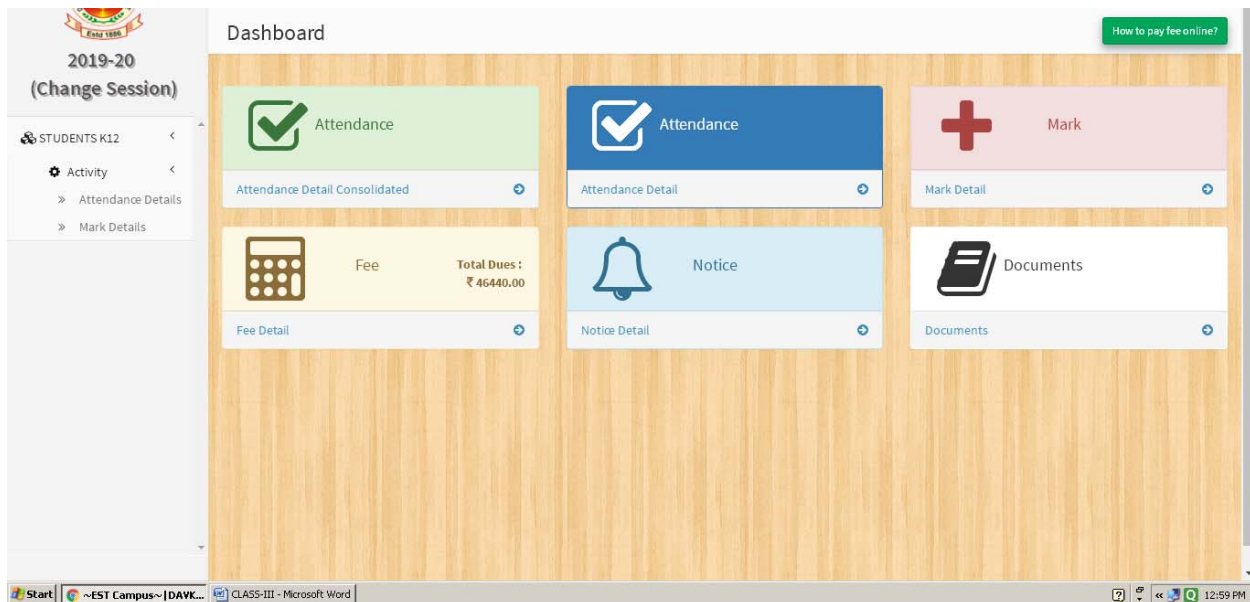 Estd 1886
2019-20
(Change Session)
STUDENTS K12
Activity
Attendance Details
Mark Details
Dashboard
How to pay fee online?
Attendance
Attendance Detail Consolidated
Attendance
Attendance Detail
Mark
Mark Detail
Fee
Total Dues :
₹ 46440.00
Fee Detail
Notice
Notice Detail
Documents
Documents
Start
~EST Campus~ | DAVK...
CLASS-III - Microsoft Word
12:59 PM